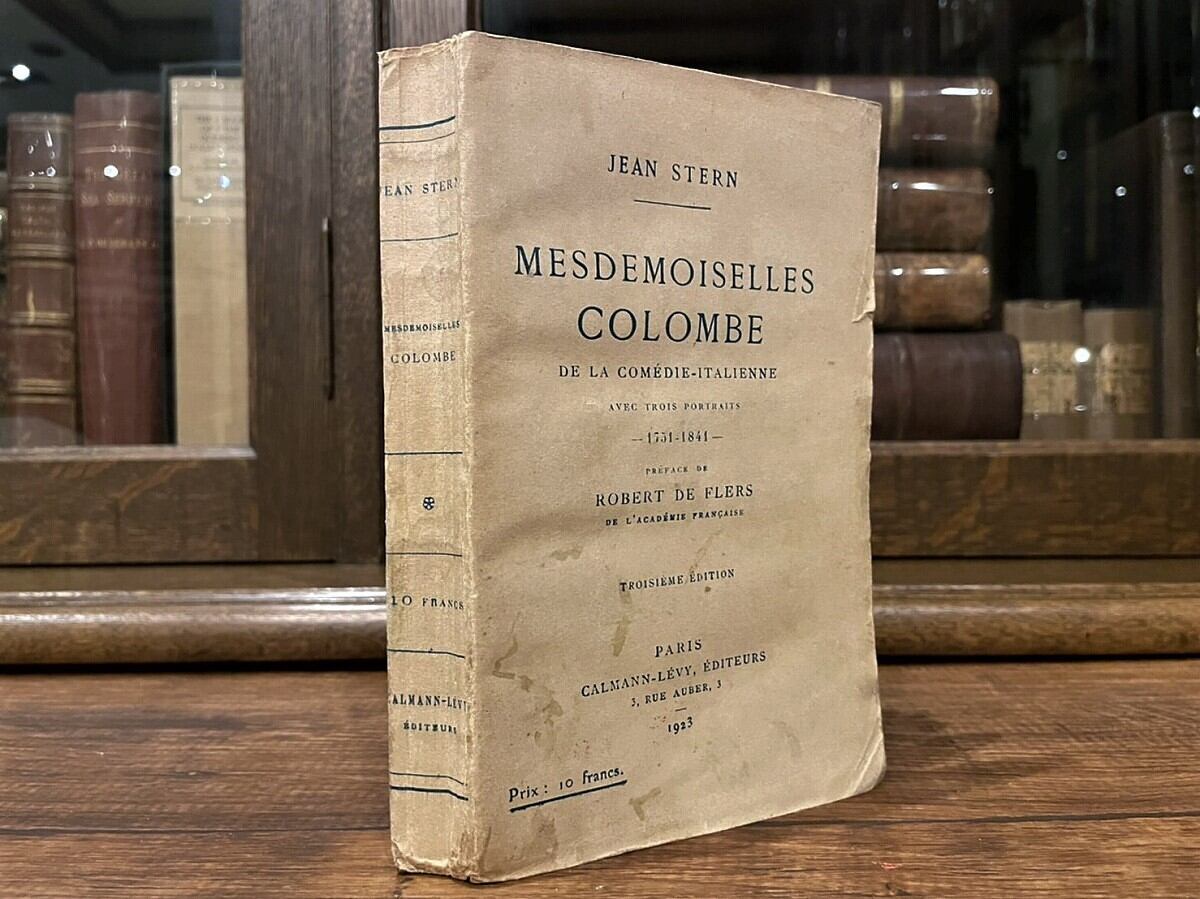 JEAN STERN
MESDEMOISELLES
COLOMBE
10 FRANCS
CALMANN-LÉVY
ÉDITEURS
JEAN STERN
MESDEMOISELLES
COLOMBE
DE LA COMÉDIE-ITALIENNE
AVEC TROIS PORTRAITS
—1751-1841—
PRÉFACE DE
ROBERT DE FLERS
DE L'ACADÉMIE FRANÇAISE
TROISIÈME ÉDITION
PARIS
CALMANN-LÉVY, ÉDITEURS
3, RUE AUBER, 3
1923
Prix : 10 francs.